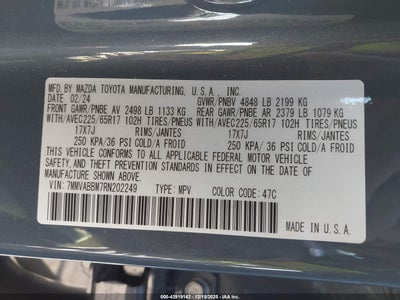 MFD. BY MAZDA TOYOTA MANUFACTURING, U.S.A., INC.
DATE 02/24 GVWR/PNBV 4848 LB 2199 KG
FRONT GAWR/PNBE AV 2498 LB 1133 KG GAWR/PNBE REAR AR 2379 LB 1079 KG
WITH/AVEC225/65R17 102H TIRES/PNEUS WITH/AVEC225/65R17 102H TIRES/PNEUS
17X7J RIMS/JANTES 17X7J RIMS/JANTES
250 KPA/ 36 PSI COLD/A FROID 250 KPA/ 36 PSI COLD/A FROID
THIS VEHICLE CONFORMS TO ALL APPLICABLE FEDERAL MOTOR VEHICLE
SAFETY, BUMPER, AND THEFT PREVENTION STANDARDS IN EFFECT ON THE DATE OF
MANUFACTURE SHOWN ABOVE.
VIN: 7MMVABBM7RN202249 TYPE: MPV COLOR CODE: 47C
MADE IN U.S.A.
000-43919143 - 12/15/2025 - IAA Inc.